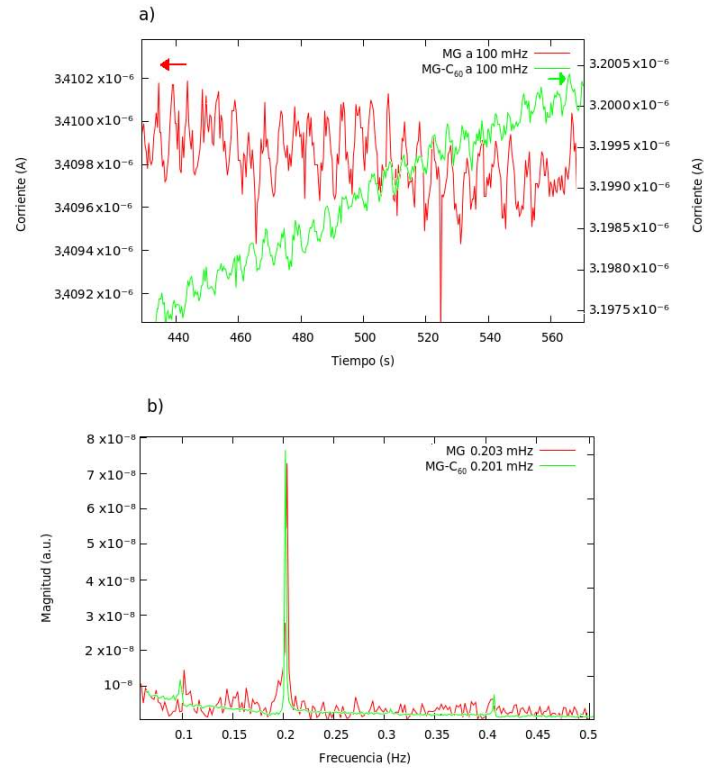 a)
MG a 100 mHz
MG-C₆₀ a 100 mHz
3,4102 x10⁻⁶
3,4100 x10⁻⁶
3,4098 x10⁻⁶
3,4096 x10⁻⁶
3,4094 x10⁻⁶
3,4092 x10⁻⁶
Corriente (A)
3.2005 x10⁻⁶
3.2000 x10⁻⁶
3.1995 x10⁻⁶
3.1990 x10⁻⁶
3.1985 x10⁻⁶
3.1980 x10⁻⁶
3.1975 x10⁻⁶
Corriente (A)
440 460 480 500 520 540 560
Tiempo (s)
b)
MG 0.203 mHz
MG-C₆₀ 0.201 mHz
8 x10⁻⁸
7 x10⁻⁸
6 x10⁻⁸
5 x10⁻⁸
4 x10⁻⁸
3 x10⁻⁸
2 x10⁻⁸
10⁻⁸
Magnitud (a.u.)
0.1 0.15 0.2 0.25 0.3 0.35 0.4 0.45 0.5
Frecuencia (Hz)